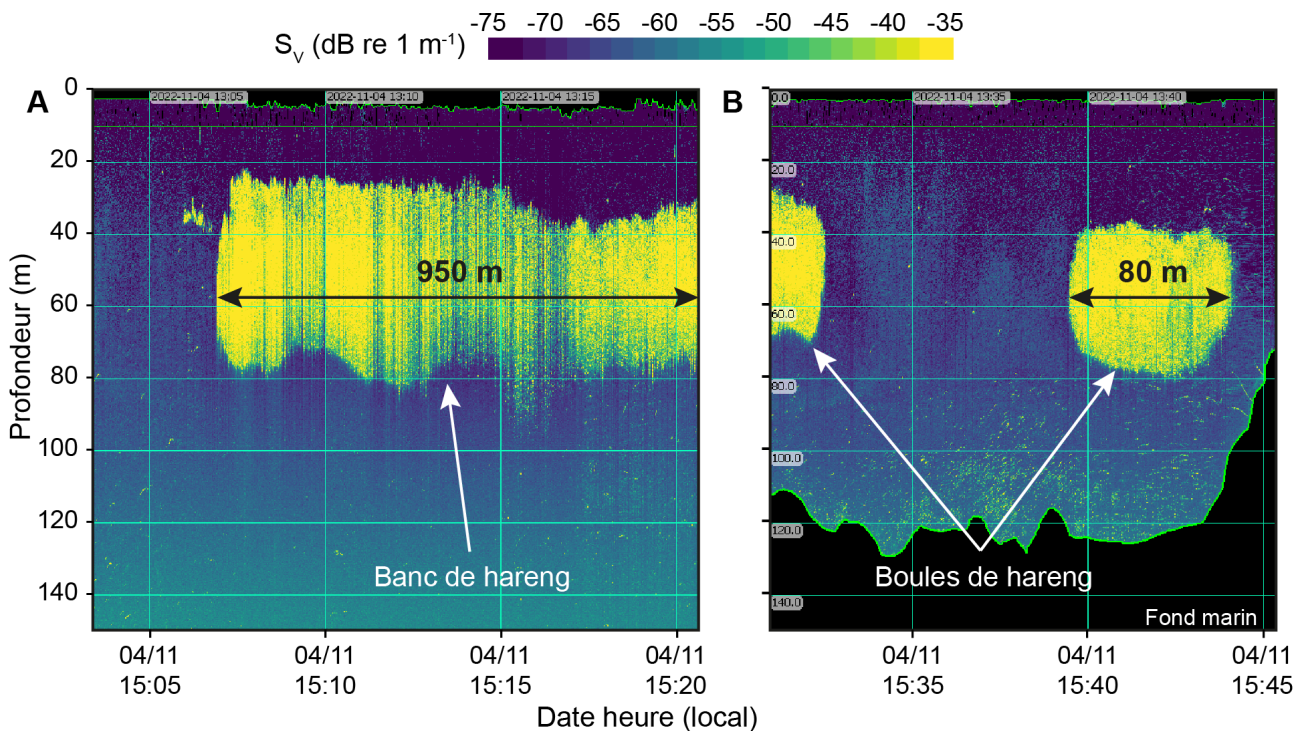 -75 -70 -65 -60 -55 -50 -45 -40 -35
SV (dB re 1 m-1)
A
2022-11-04 13:05
2022-11-04 13:10
2022-11-04 13:15
B
0.0
2022-11-04 13:35
2022-11-04 13:40
Profondeur (m)
0
20
40
60
80
100
120
140
950 m
Banc de hareng
20.0
40.0
60.0
80.0
100.0
120.0
140.0
80 m
Boules de hareng
Fond marin
04/11 04/11 04/11 04/11
15:05 15:10 15:15 15:20
04/11 04/11 04/11
15:35 15:40 15:45
Date heure (local)